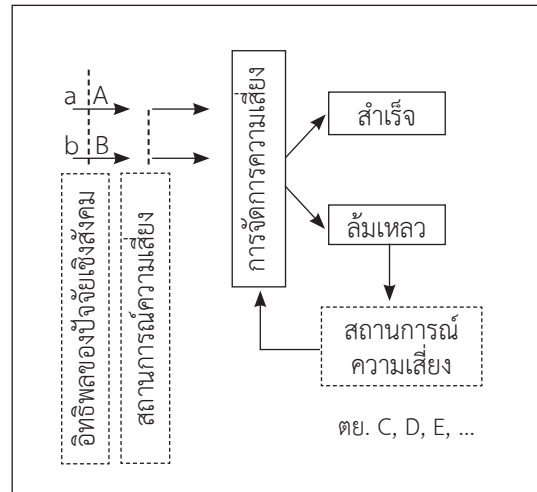 a A
b B
อิทธิพลของปัจจัยเชิงสังคม
สถานการณ์ความเสี่ยง
การจัดการความเสี่ยง
สำเร็จ
ล้มเหลว
สถานการณ์
ความเสี่ยง
ตย. C, D, E, ...